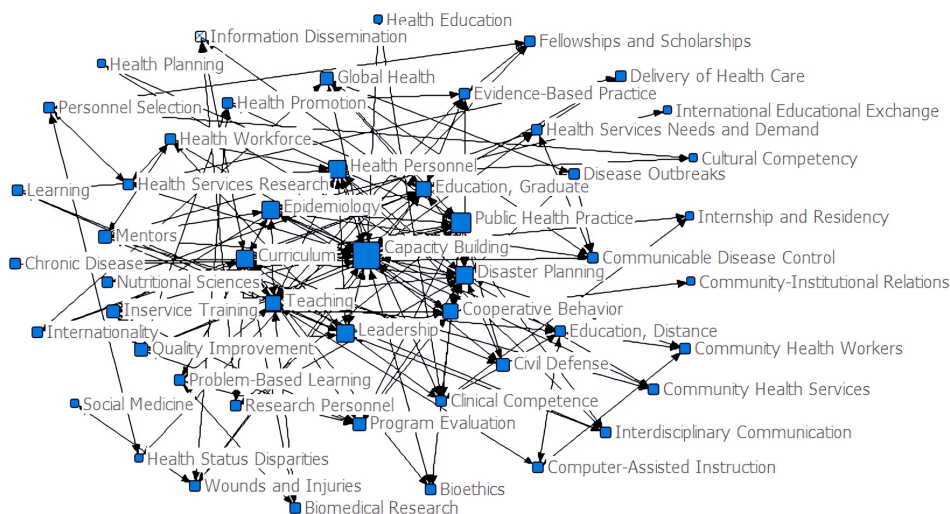 Health Education
Information Dissemination
Fellowships and Scholarships
Health Planning
Global Health
Delivery of Health Care
Evidence-Based Practice
Personnel Selection
Health Promotion
International Educational Exchange
Health Services Needs and Demand
Health Workforce
Cultural Competency
Health Personnel
Disease Outbreaks
Learning
Health Services Research
Education, Graduate
Epidemiology
Public Health Practice
Internship and Residency
Mentors
Capacity Building
Curriculum
Communicable Disease Control
Chronic Disease
Disaster Planning
Nutritional Sciences
Community-Institutional Relations
Teaching
Inservice Training
Cooperative Behavior
Internationality
Leadership
Education, Distance
Quality Improvement
Community Health Workers
Civil Defense
Problem-Based Learning
Community Health Services
Social Medicine
Research Personnel
Clinical Competence
Program Evaluation
Interdisciplinary Communication
Health Status Disparities
Computer-Assisted Instruction
Wounds and Injuries
Bioethics
Biomedical Research